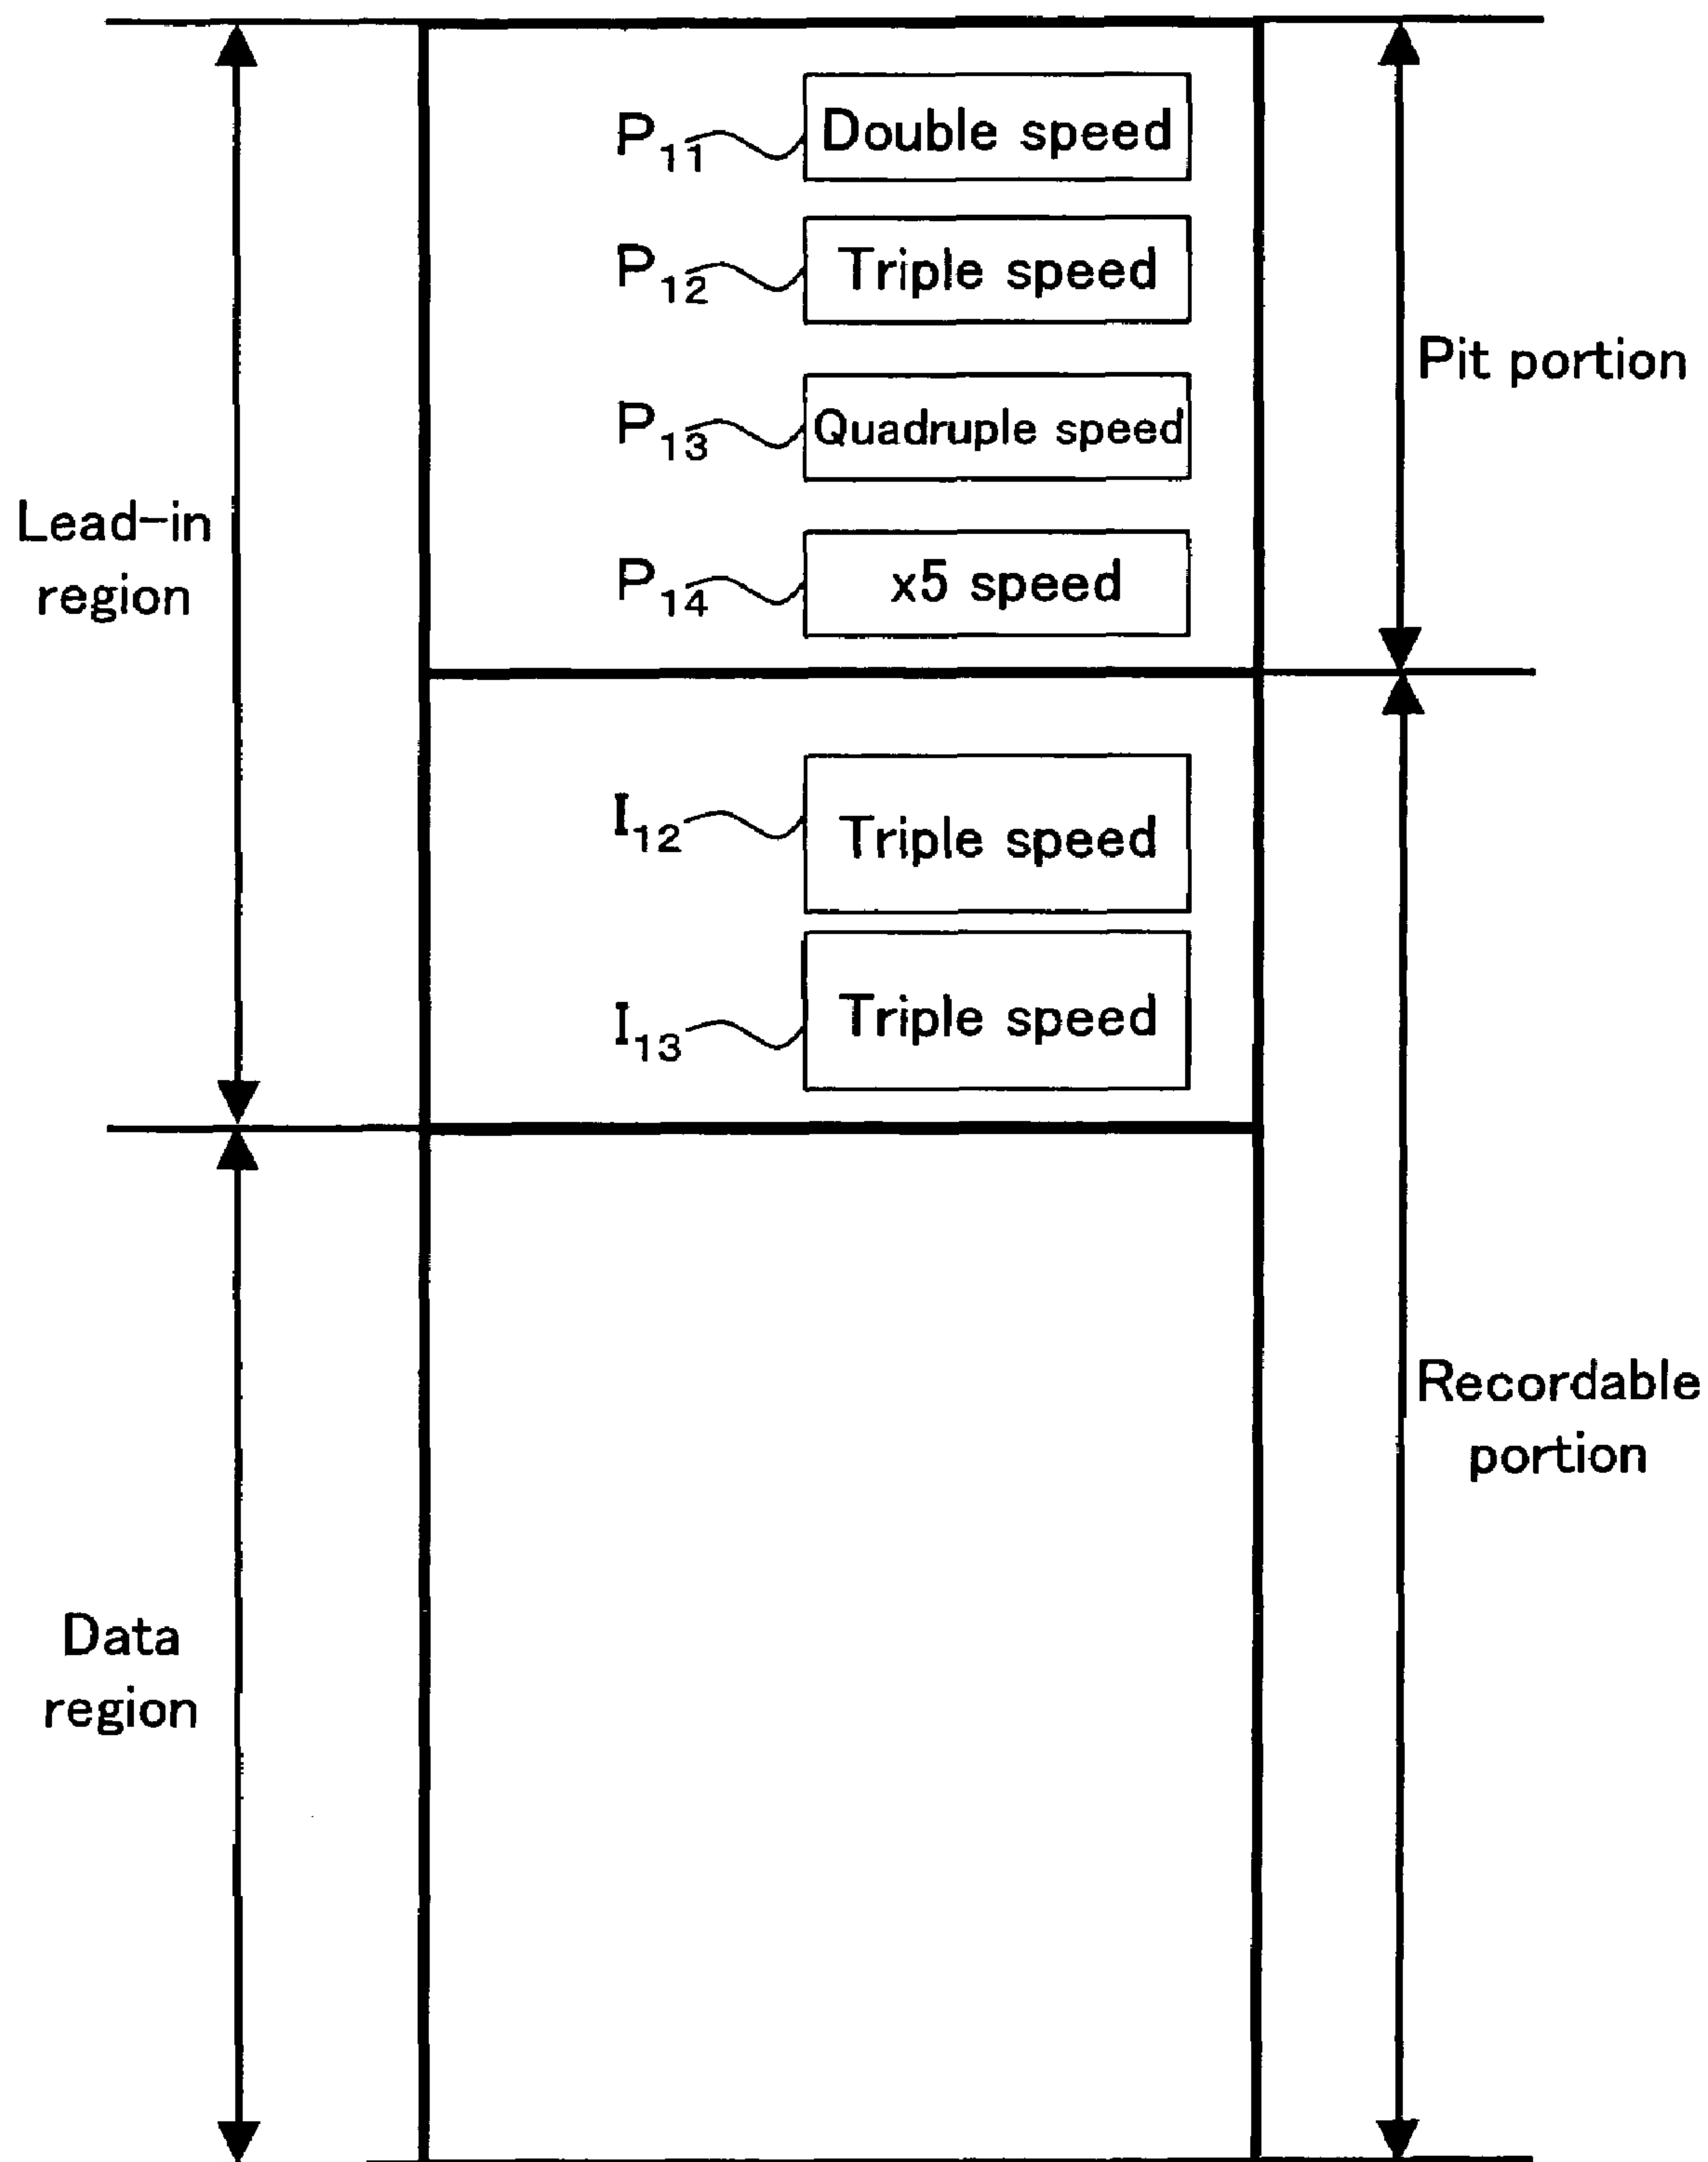 P11 Double speed
P12 Triple speed
P13 Quadruple speed
P14 x5 speed
Pit portion
Lead-in
region
I12 Triple speed
I13 Triple speed
Recordable
portion
Data
region